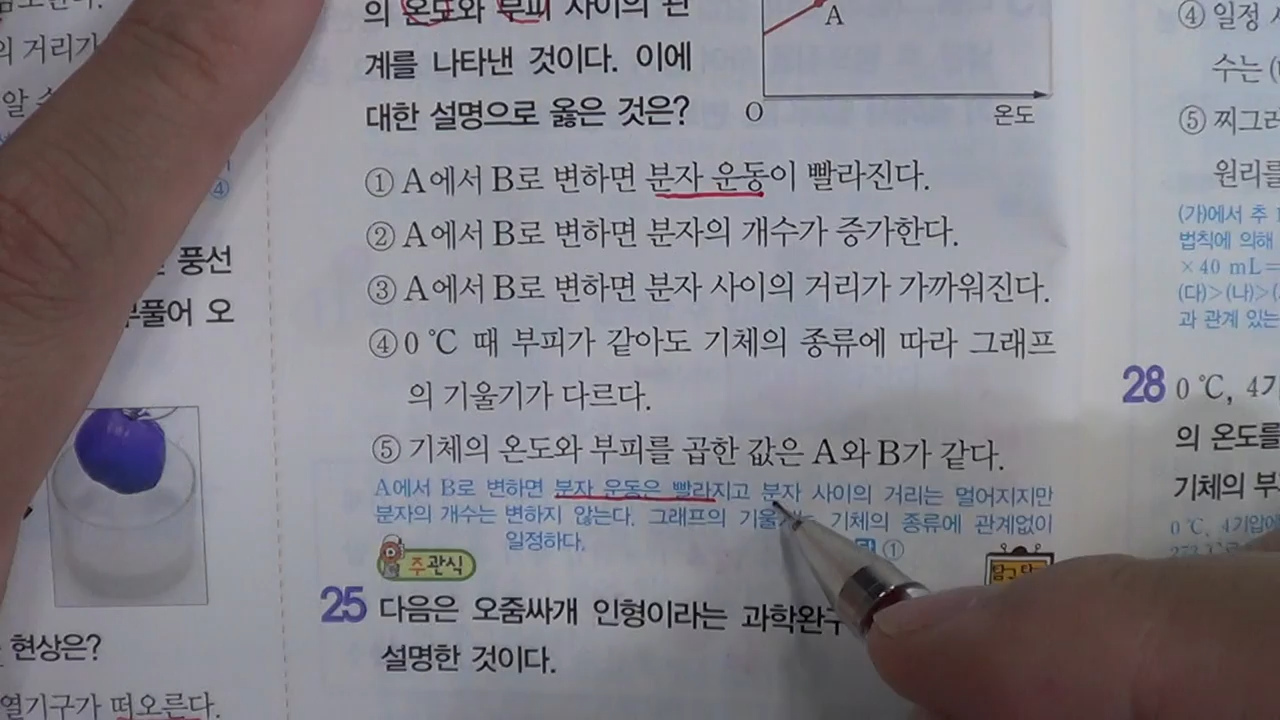 의 거리가
알
④
풍선
부풀어 오
현상은?
열기구가 떠오른다.
의 온도와 부피 사이의 관
계를 나타낸 것이다. 이에
대한 설명으로 옳은 것은?
A
O
온도
① A에서 B로 변하면 분자 운동이 빨라진다.
② A에서 B로 변하면 분자의 개수가 증가한다.
③ A에서 B로 변하면 분자 사이의 거리가 가까워진다.
④ 0 ℃ 때 부피가 같아도 기체의 종류에 따라 그래프
의 기울기가 다르다.
⑤ 기체의 온도와 부피를 곱한 값은 A와 B가 같다.
A에서 B로 변하면 분자 운동은 빨라지고 분자 사이의 거리는 멀어지지만
분자의 개수는 변하지 않는다. 그래프의 기체의 종류에 관계없이
일정하다.
①
주관식
25 다음은 오줌싸개 인형이라는 과학완구
설명한 것이다.
④ 일정
수는
⑤ 찌그러
원리를
(가)에서 추
법칙에 의해
× 40 mL=
(다)>(나)>
과 관계 있는
28 0 ℃, 4기
의 온도를
기체의 부
0 ℃, 4기압에